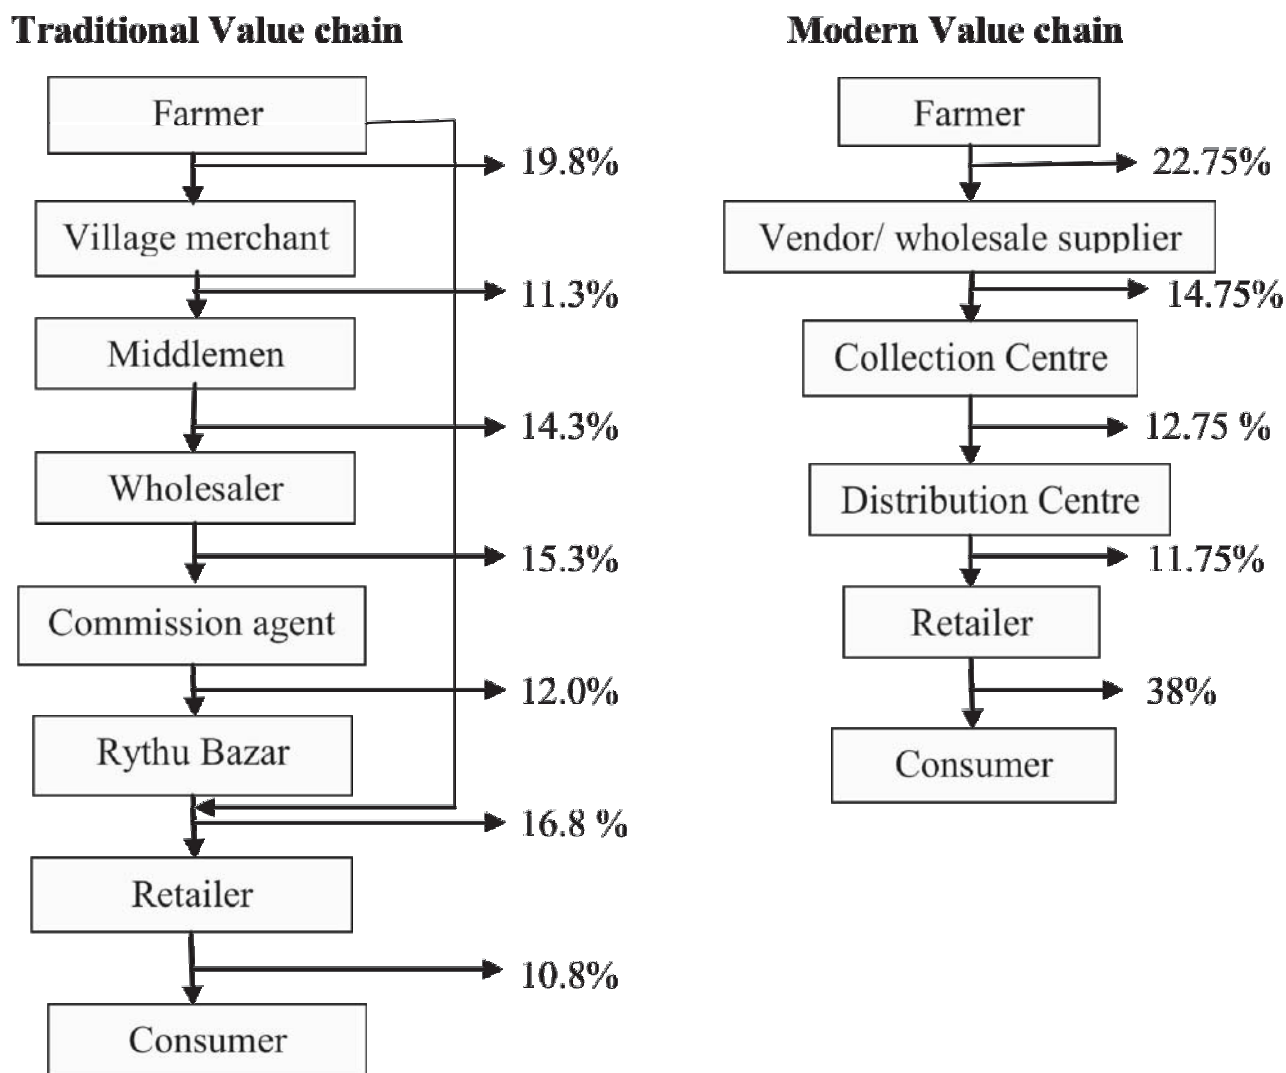 Traditional Value chain
Farmer
19.8%
Village merchant
11.3%
Middlemen
14.3%
Wholesaler
15.3%
Commission agent
12.0%
Rythu Bazar
16.8 %
Retailer
10.8%
Consumer
Modern Value chain
Farmer
22.75%
Vendor/ wholesale supplier
14.75%
Collection Centre
12.75 %
Distribution Centre
11.75%
Retailer
38%
Consumer